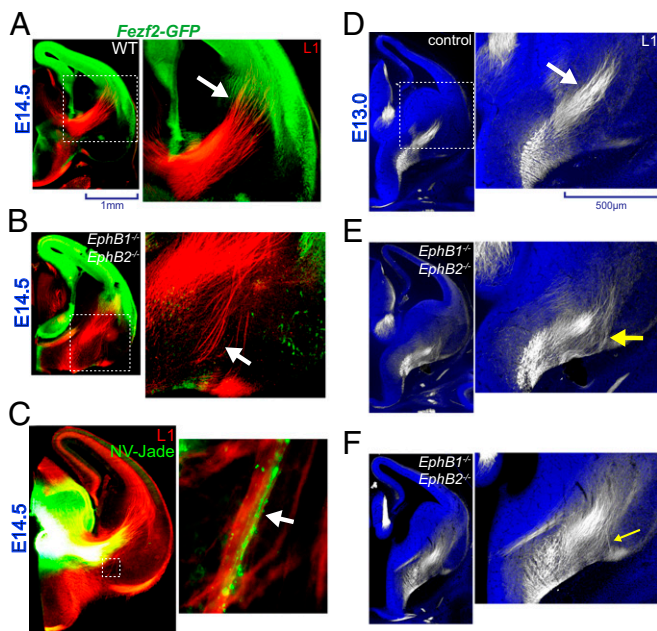 A
Fezf2-GFP
WT
L1
E14.5
1mm
B
EphB1-/-
EphB2-/-
E14.5
C
L1
NV-Jade
E14.5
D
control
L1
E13.0
500µm
E
EphB1-/-
EphB2-/-
F
EphB1-/-
EphB2-/-